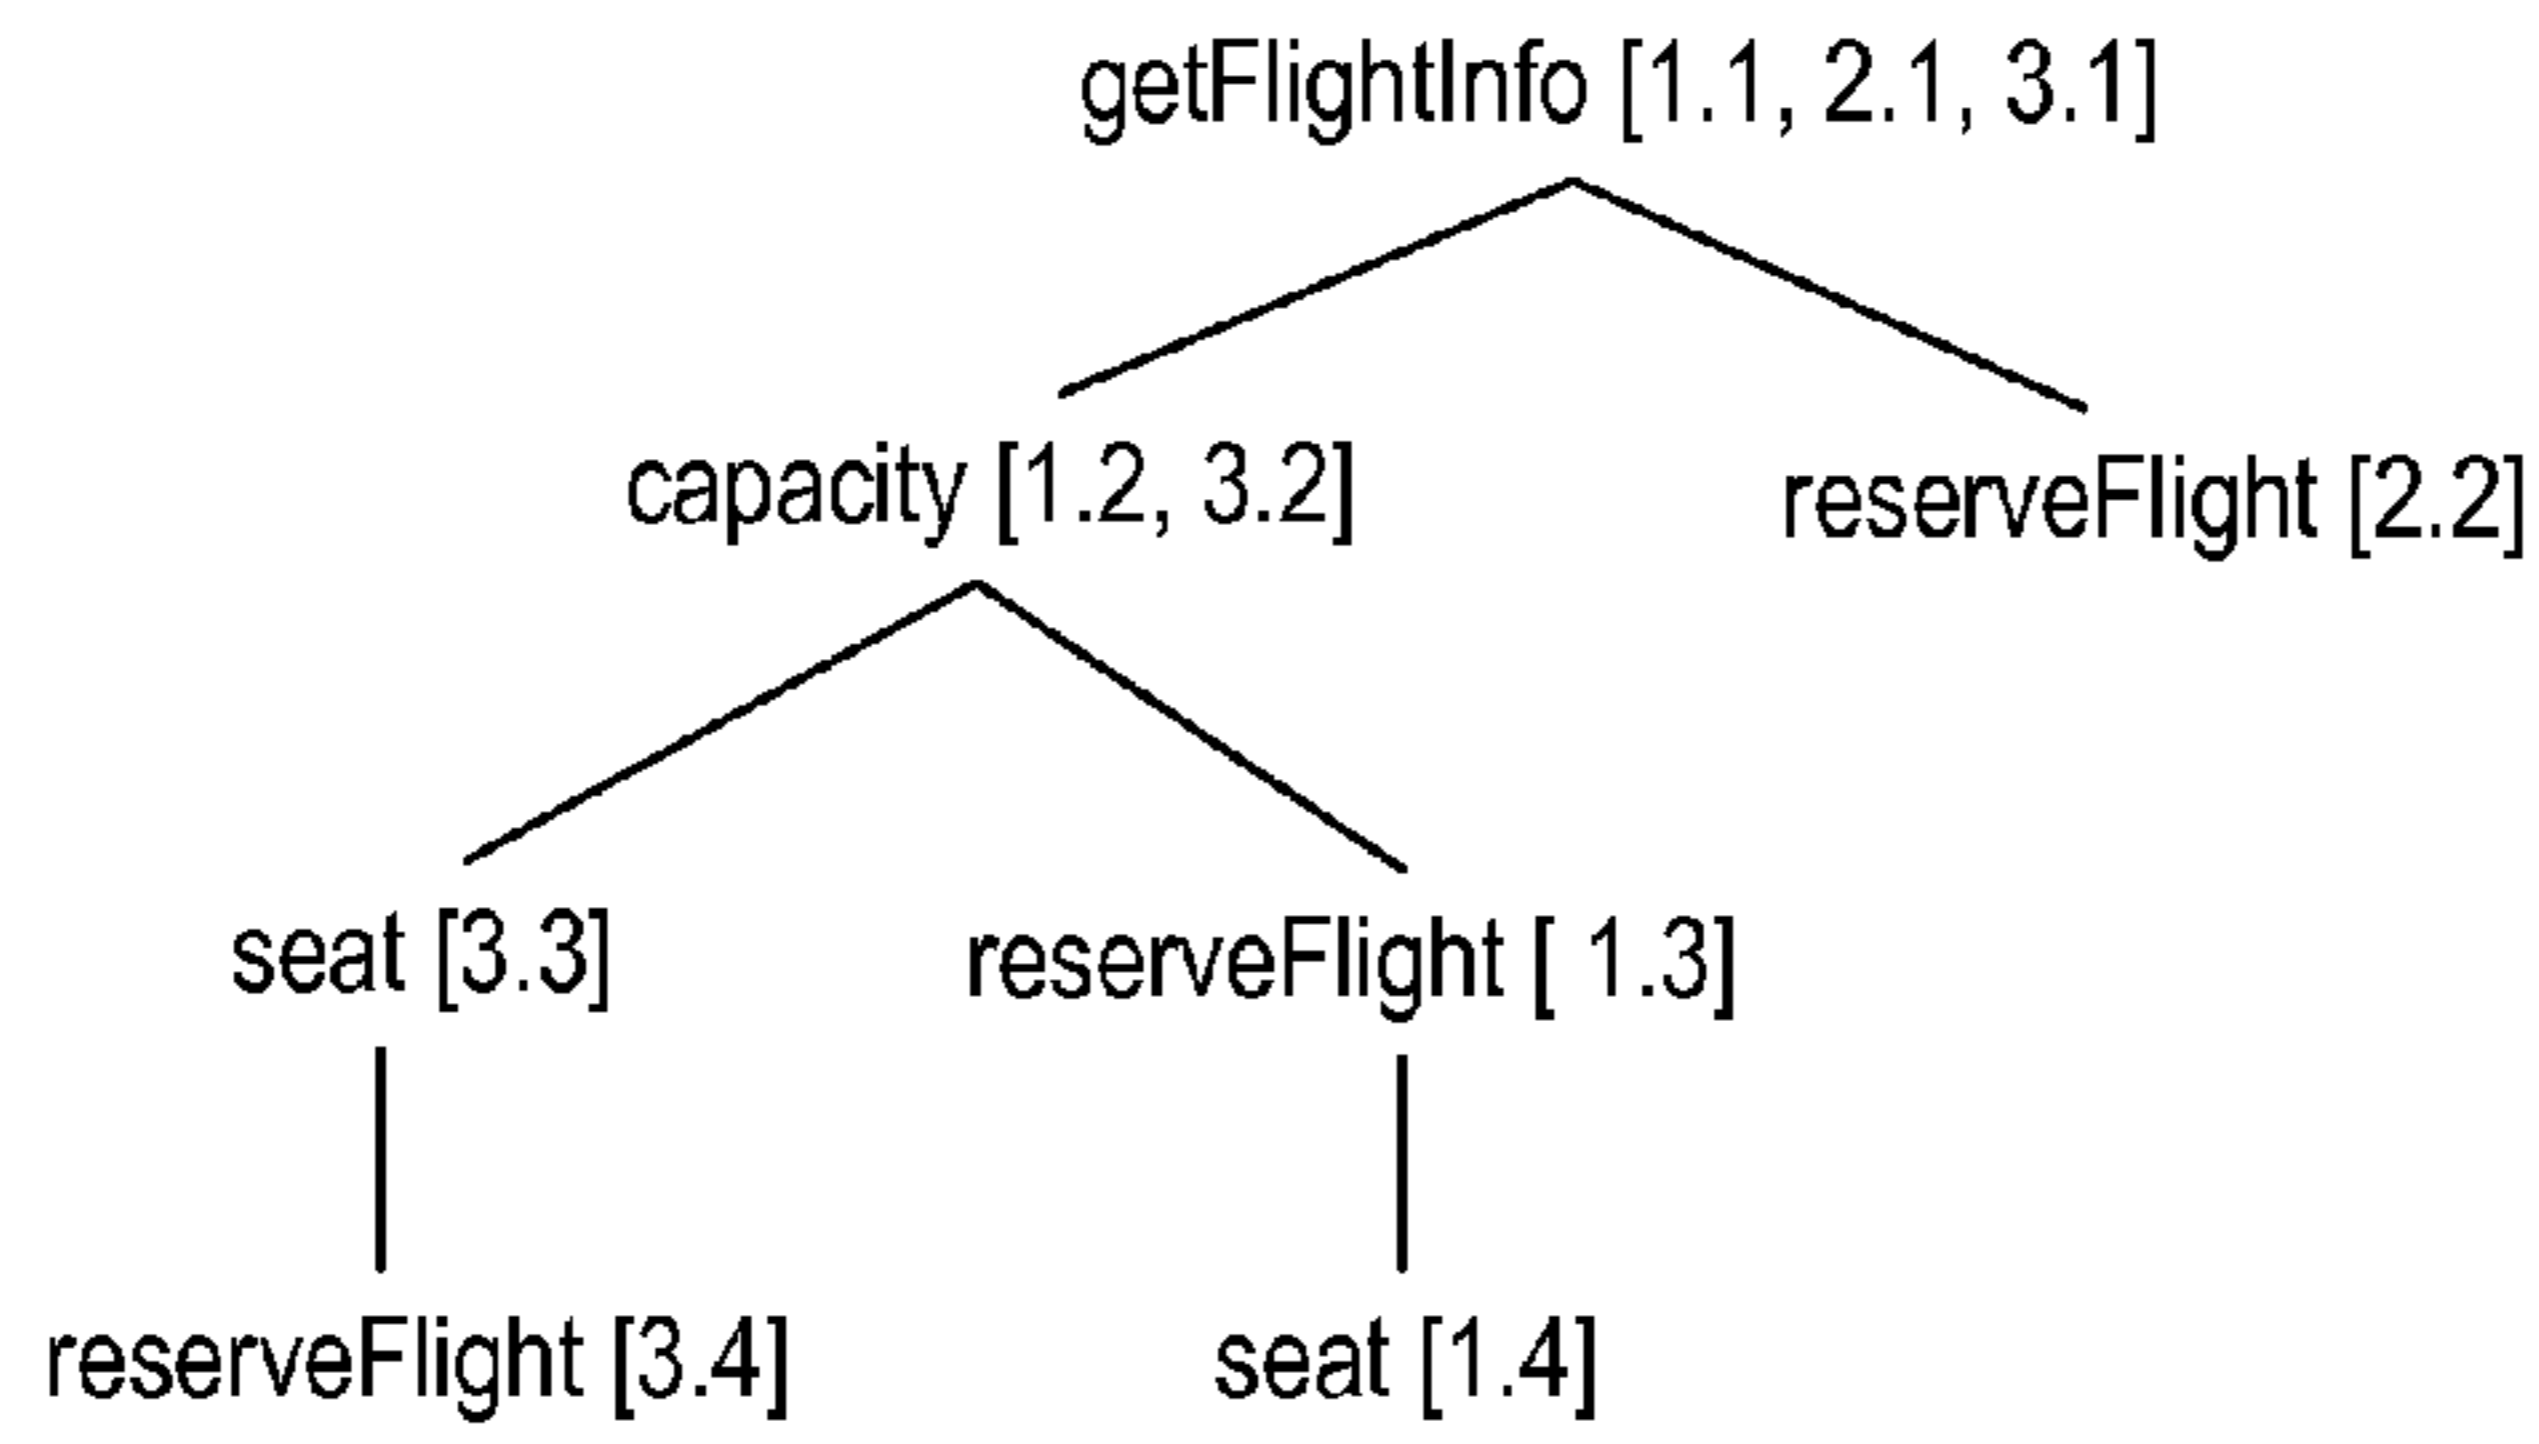 getFlightInfo [1.1, 2.1, 3.1]
capacity [1.2, 3.2]
reserveFlight [2.2]
seat [3.3]
reserveFlight [ 1.3]
reserveFlight [3.4]
seat [1.4]